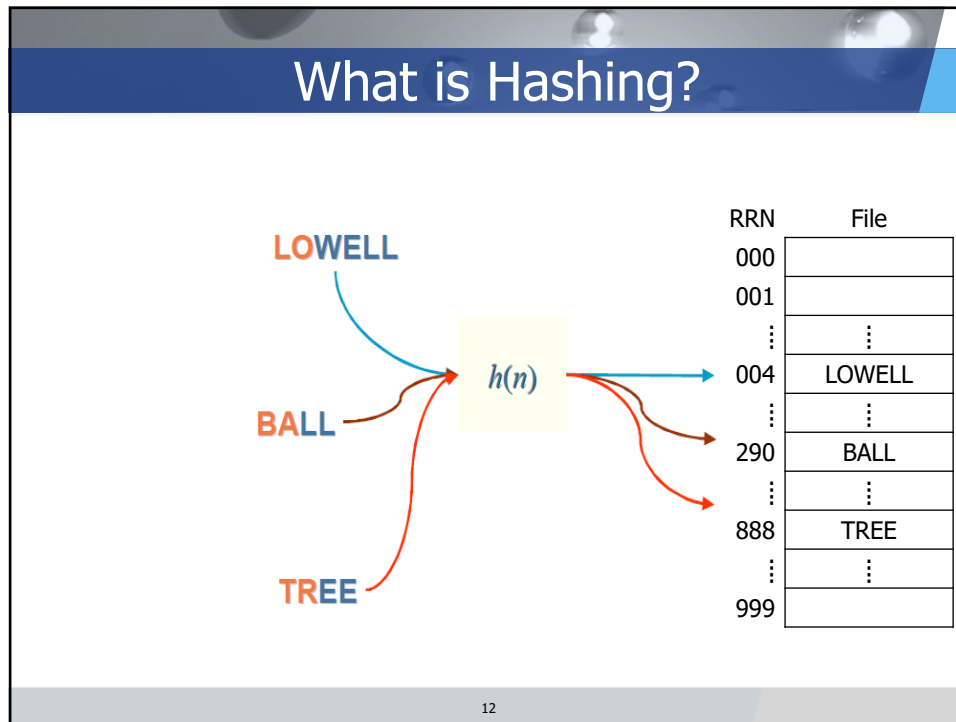 What is Hashing?
LOWELL
BALL
TREE
h(n)
RRN File
000
001
⋮ ⋮
004 LOWELL
⋮ ⋮
290 BALL
⋮ ⋮
888 TREE
⋮ ⋮
999
12